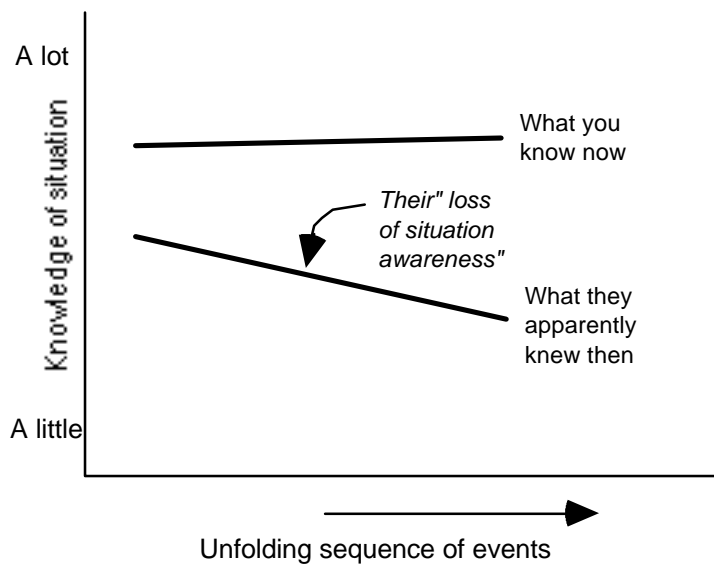 A lot
Knowledge of situation
What you
know now
Their" loss
of situation
awareness"
What they
apparently
knew then
A little
Unfolding sequence of events